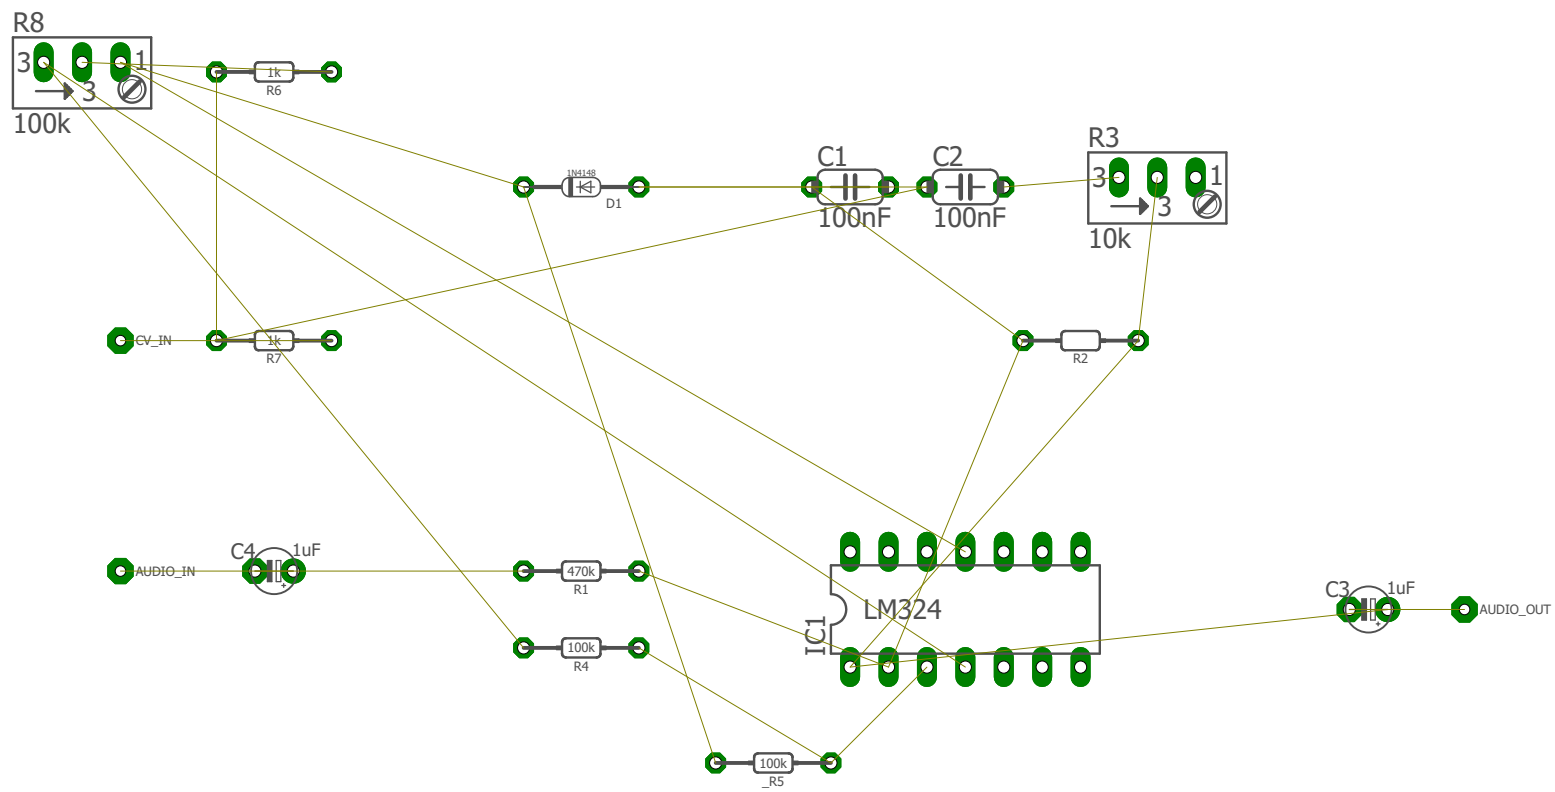 R8
3
1
3
100k
1k
R6
1N4148
D1
C1
100nF
C2
100nF
R3
3
1
3
10k
CV_IN
1k
R7
R2
AUDIO_IN
C4
1uF
+
470k
R1
100k
R4
100k
_R5
IC1
LM324
C3
1uF
+
AUDIO_OUT